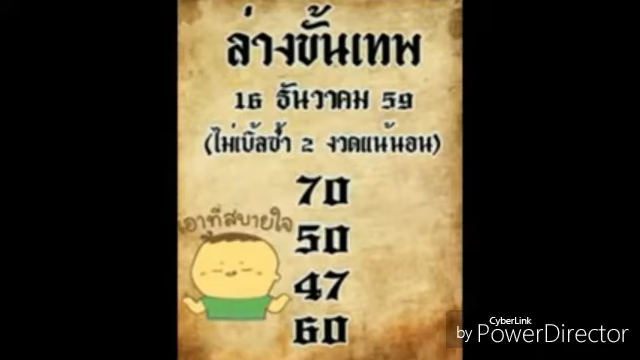 ล่างขั้นเทพ
16 ธันวาคม 59
(ไม่เบิ้ลซ้ำ 2 งวดแน้นอน)
70
เอาที่สบายใจ
50
47
60
CyberLink
by PowerDirector